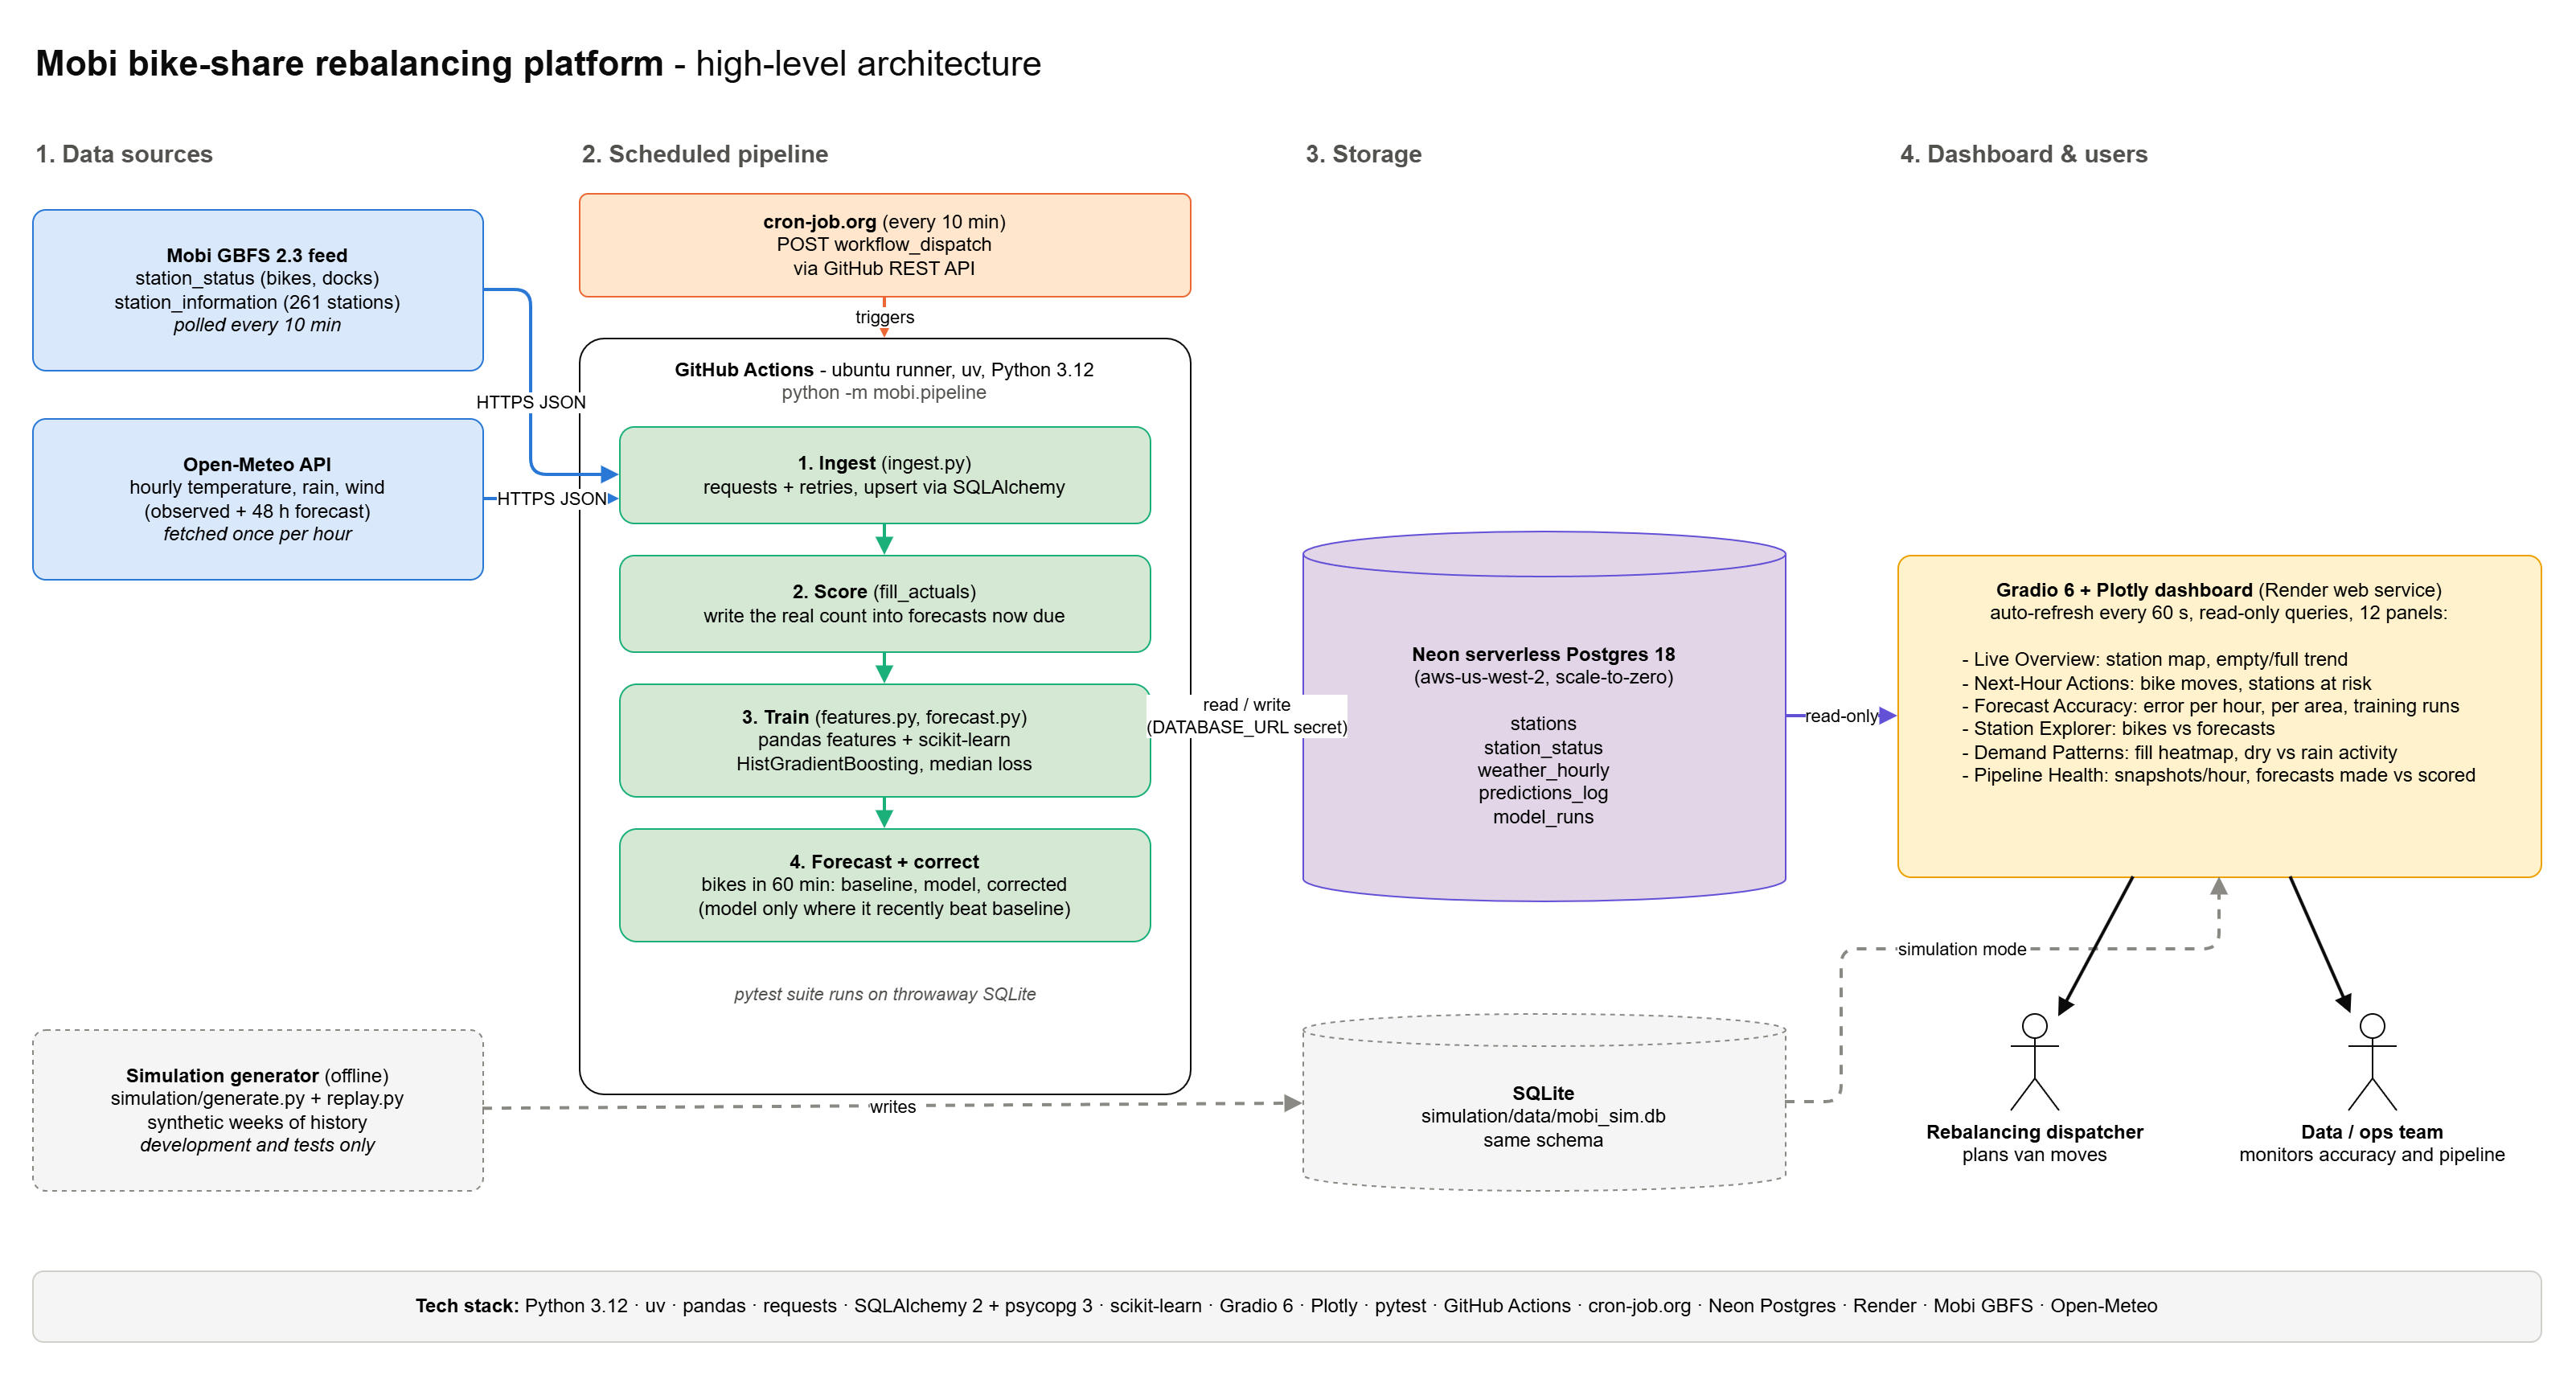 Mobi bike-share rebalancing platform - high-level architecture
1. Data sources
2. Scheduled pipeline
3. Storage
4. Dashboard & users
Mobi GBFS 2.3 feed
station_status (bikes, docks)
station_information (261 stations)
polled every 10 min
Open-Meteo API
hourly temperature, rain, wind
(observed + 48 h forecast)
fetched once per hour
HTTPS JSON
HTTPS JSON
cron-job.org (every 10 min)
POST workflow_dispatch
via GitHub REST API
triggers
GitHub Actions - ubuntu runner, uv, Python 3.12
python -m mobi.pipeline
1. Ingest (ingest.py)
requests + retries, upsert via SQLAlchemy
2. Score (fill_actuals)
write the real count into forecasts now due
3. Train (features.py, forecast.py)
pandas features + scikit-learn
HistGradientBoosting, median loss
4. Forecast + correct
bikes in 60 min: baseline, model, corrected
(model only where it recently beat baseline)
pytest suite runs on throwaway SQLite
read / write
(DATABASE_URL secret)
Neon serverless Postgres 18
(aws-us-west-2, scale-to-zero)
stations
station_status
weather_hourly
predictions_log
model_runs
read-only
Gradio 6 + Plotly dashboard (Render web service)
auto-refresh every 60 s, read-only queries, 12 panels:
- Live Overview: station map, empty/full trend
- Next-Hour Actions: bike moves, stations at risk
- Forecast Accuracy: error per hour, per area, training runs
- Station Explorer: bikes vs forecasts
- Demand Patterns: fill heatmap, dry vs rain activity
- Pipeline Health: snapshots/hour, forecasts made vs scored
Simulation generator (offline)
simulation/generate.py + replay.py
synthetic weeks of history
development and tests only
writes
SQLite
simulation/data/mobi_sim.db
same schema
simulation mode
Rebalancing dispatcher
plans van moves
Data / ops team
monitors accuracy and pipeline
Tech stack: Python 3.12 · uv · pandas · requests · SQLAlchemy 2 + psycopg 3 · scikit-learn · Gradio 6 · Plotly · pytest · GitHub Actions · cron-job.org · Neon Postgres · Render · Mobi GBFS · Open-Meteo